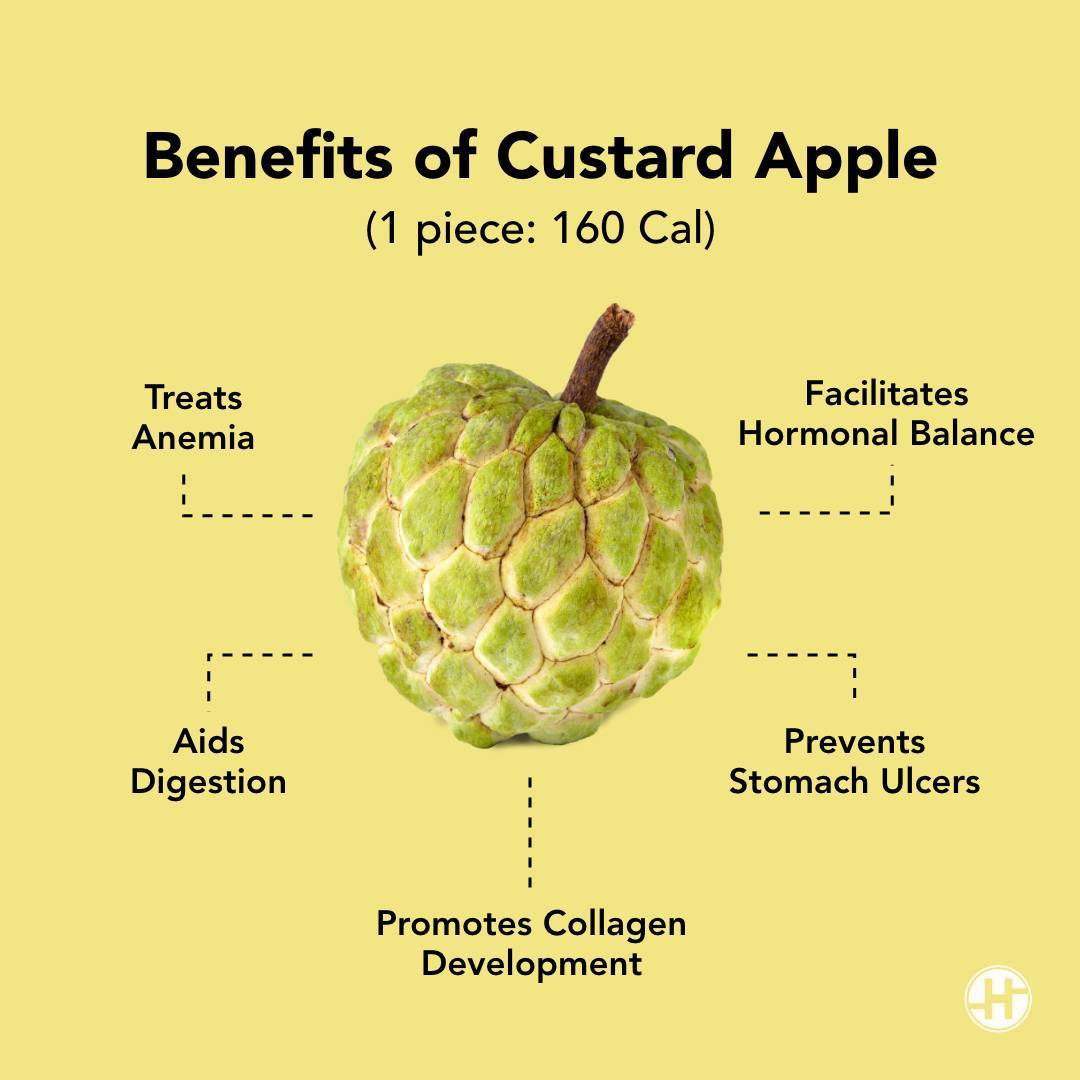 Benefits of Custard Apple
(1 piece: 160 Cal)
Treats
Anemia
Facilitates
Hormonal Balance
Aids
Digestion
Prevents
Stomach Ulcers
Promotes Collagen
Development
H